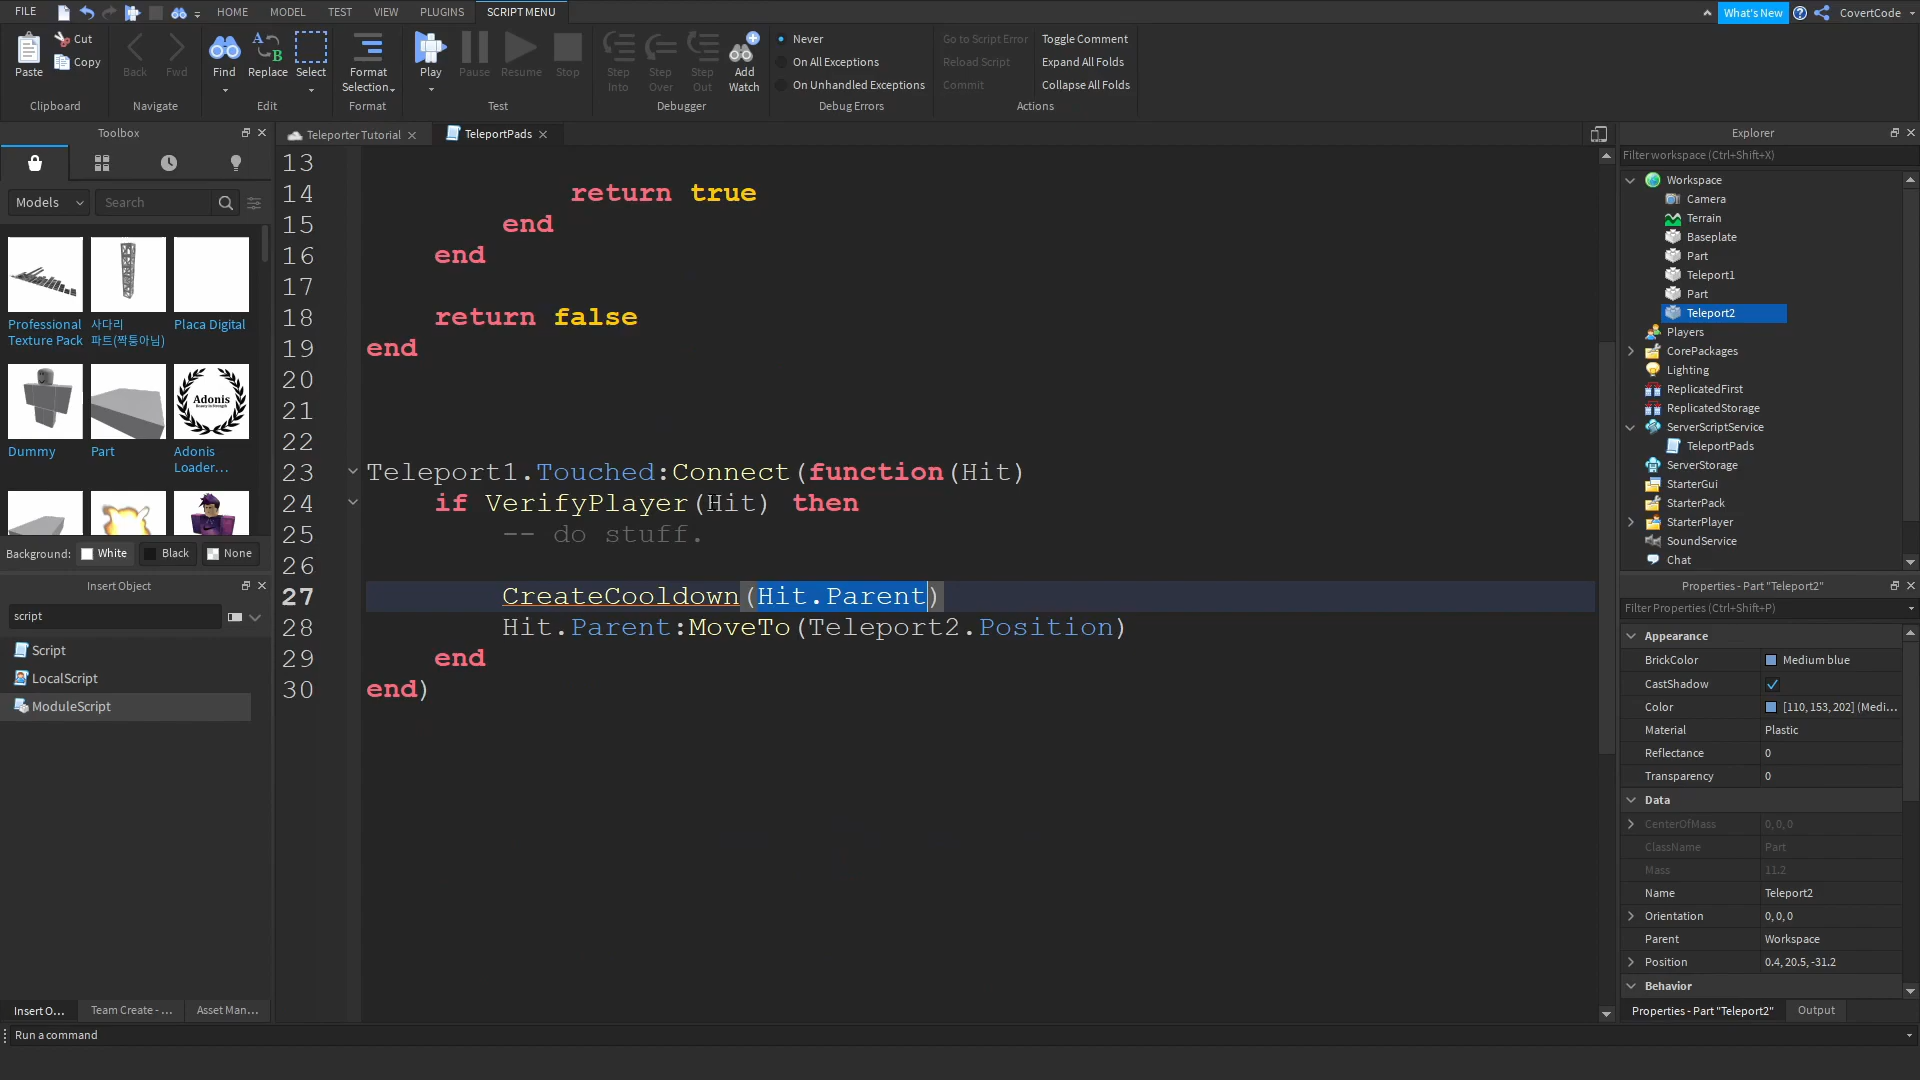 FILE HOME MODEL TEST VIEW PLUGINS SCRIPT MENU What's New CovertCode
Paste Cut Copy Clipboard
Back Fwd Navigate
Find Replace Select Edit
Format Selection Format
Play Pause Resume Stop Test
Step Into Step Over Step Out Add Watch Debugger
Never
On All Exceptions
On Unhandled Exceptions
Debug Errors
Go to Script Error Toggle Comment
Reload Script Expand All Folds
Commit Collapse All Folds
Actions
Toolbox
Models Search
Professional Texture Pack
사다리 파트(짝퉁아님)
Placa Digital
Dummy
Part
Adonis
Adonis Loader...
Background: White Black None
Insert Object
script
Script
LocalScript
ModuleScript
Insert O... Team Create - ... Asset Man...
Run a command
Teleporter Tutorial TeleportPads
13
14 return true
15 end
16 end
17
18 return false
19 end
20
21
22
23 Teleport1.Touched:Connect(function(Hit)
24 if VerifyPlayer(Hit) then
25 -- do stuff.
26
27 CreateCooldown(Hit.Parent)
28 Hit.Parent:MoveTo(Teleport2.Position)
29 end
30 end)
Explorer
Filter workspace (Ctrl+Shift+X)
Workspace
Camera
Terrain
Baseplate
Part
Teleport1
Part
Teleport2
Players
CorePackages
Lighting
ReplicatedFirst
ReplicatedStorage
ServerScriptService
TeleportPads
ServerStorage
StarterGui
StarterPack
StarterPlayer
SoundService
Chat
Properties - Part "Teleport2"
Filter Properties (Ctrl+Shift+P)
Appearance
BrickColor Medium blue
CastShadow
Color [110, 153, 202] (Medi...
Material Plastic
Reflectance 0
Transparency 0
Data
CenterOfMass 0, 0, 0
ClassName Part
Mass 11.2
Name Teleport2
Orientation 0, 0, 0
Parent Workspace
Position 0.4, 20.5, -31.2
Behavior
Properties - Part "Teleport2" Output